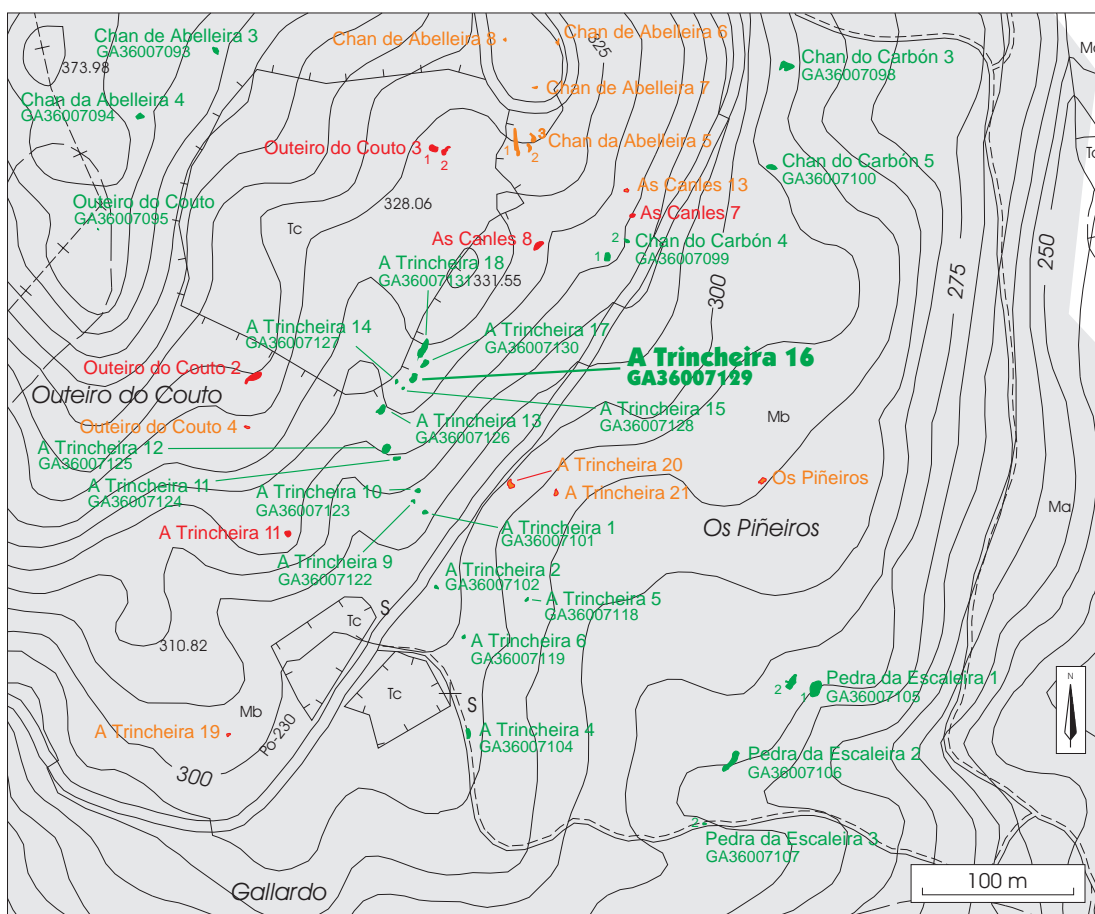 Chan de Abelleira 3
GA36007093
373.98
Chan da Abelleira 4
GA36007094
Outeiro do Couto
GA36007095
Chan de Abelleira 8
Chan de Abelleira 6
325
Chan de Abelleira 7
Outeiro do Couto 3
1
2
3
1
2
Chan da Abelleira 5
Chan do Carbón 3
GA36007098
Chan do Carbón 5
GA36007100
328.06
Tc
As Canles 13
As Canles 7
As Canles 8
2
1
Chan do Carbón 4
GA36007099
A Trincheira 18
GA36007131
331.55
300
275
250
A Trincheira 14
GA36007127
A Trincheira 17
GA36007130
A Trincheira 16
GA36007129
Outeiro do Couto 2
Outeiro do Couto
Outeiro do Couto 4
A Trincheira 15
GA36007128
A Trincheira 13
GA36007126
Mb
A Trincheira 12
GA36007125
A Trincheira 11
GA36007124
A Trincheira 10
GA36007123
A Trincheira 20
A Trincheira 21
Os Piñeiros
Os Piñeiros
Ma
A Trincheira 11
A Trincheira 1
GA36007101
A Trincheira 9
GA36007122
A Trincheira 2
GA36007102
A Trincheira 5
GA36007118
A Trincheira 6
GA36007119
S
Tc
310.82
Tc
S
Mb
A Trincheira 19
Po-230
300
A Trincheira 4
GA36007104
2
1
Pedra da Escaleira 1
GA36007105
Pedra da Escaleira 2
GA36007106
2
Pedra da Escaleira 3
GA36007107
N
Gallardo
100 m